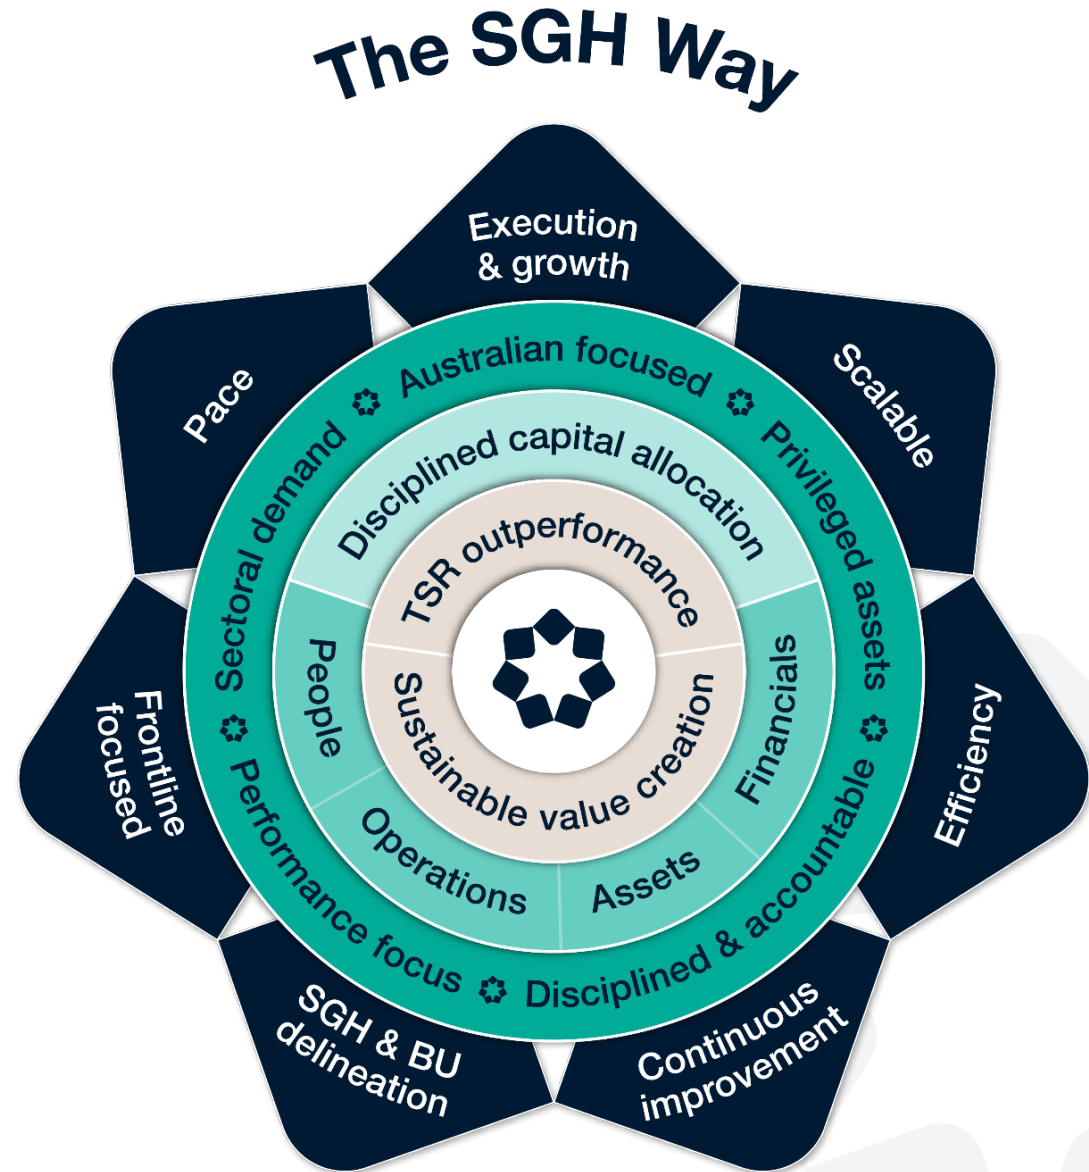 The SGH Way
Execution
& growth
Scalable
Efficiency
Continuous
improvement
SGH & BU
delineation
Frontline
focused
Pace
Australian focused
Privileged assets
Disciplined & accountable
Performance focus
Sectoral demand
Disciplined capital allocation
Financials
Assets
Operations
People
TSR outperformance
Sustainable value creation